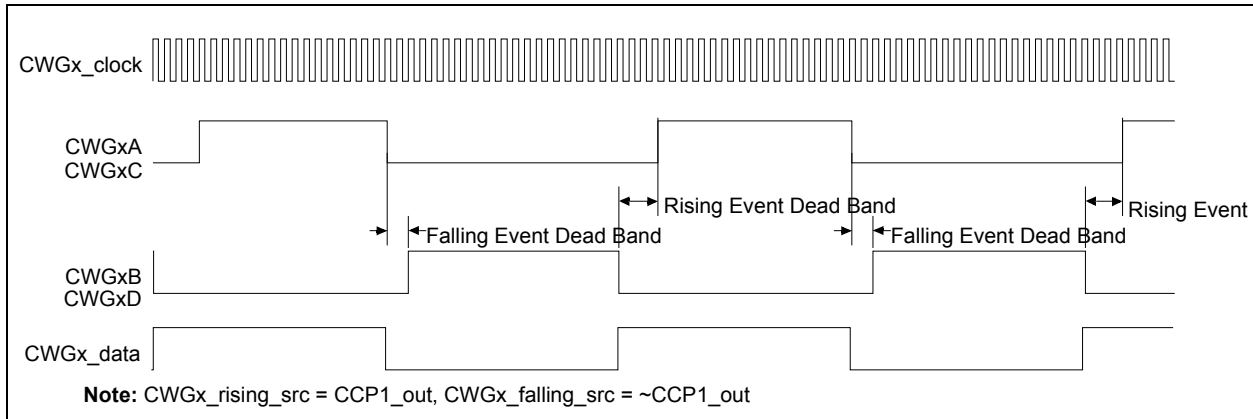 CWGx_clock
CWGxA
CWGxC
Rising Event Dead Band
Rising Event
Falling Event Dead Band
Falling Event Dead Band
CWGxB
CWGxD
CWGx_data
Note: CWGx_rising_src = CCP1_out, CWGx_falling_src = ~CCP1_out